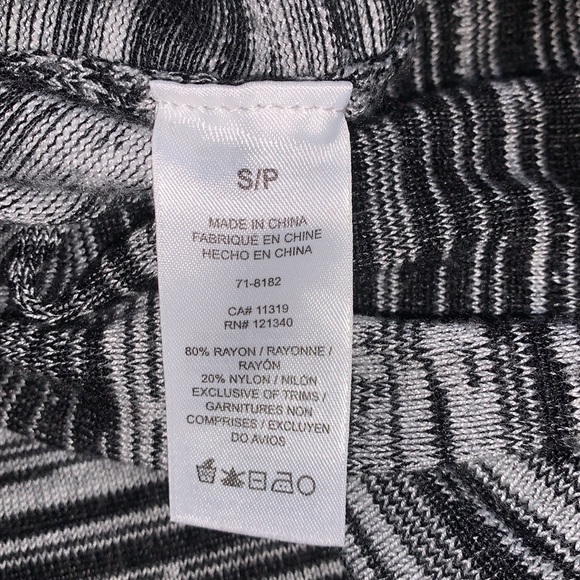 S/P
MADE IN CHINA
FABRIQUÉ EN CHINE
HECHO EN CHINA
71-8182
CA# 11319
RN# 121340
80% RAYON / RAYONNE /
RAYÓN
20% NYLON / NILÓN
EXCLUSIVE OF TRIMS /
GARNITURES NON
COMPRISES / EXCLUYEN
DO AVIOS